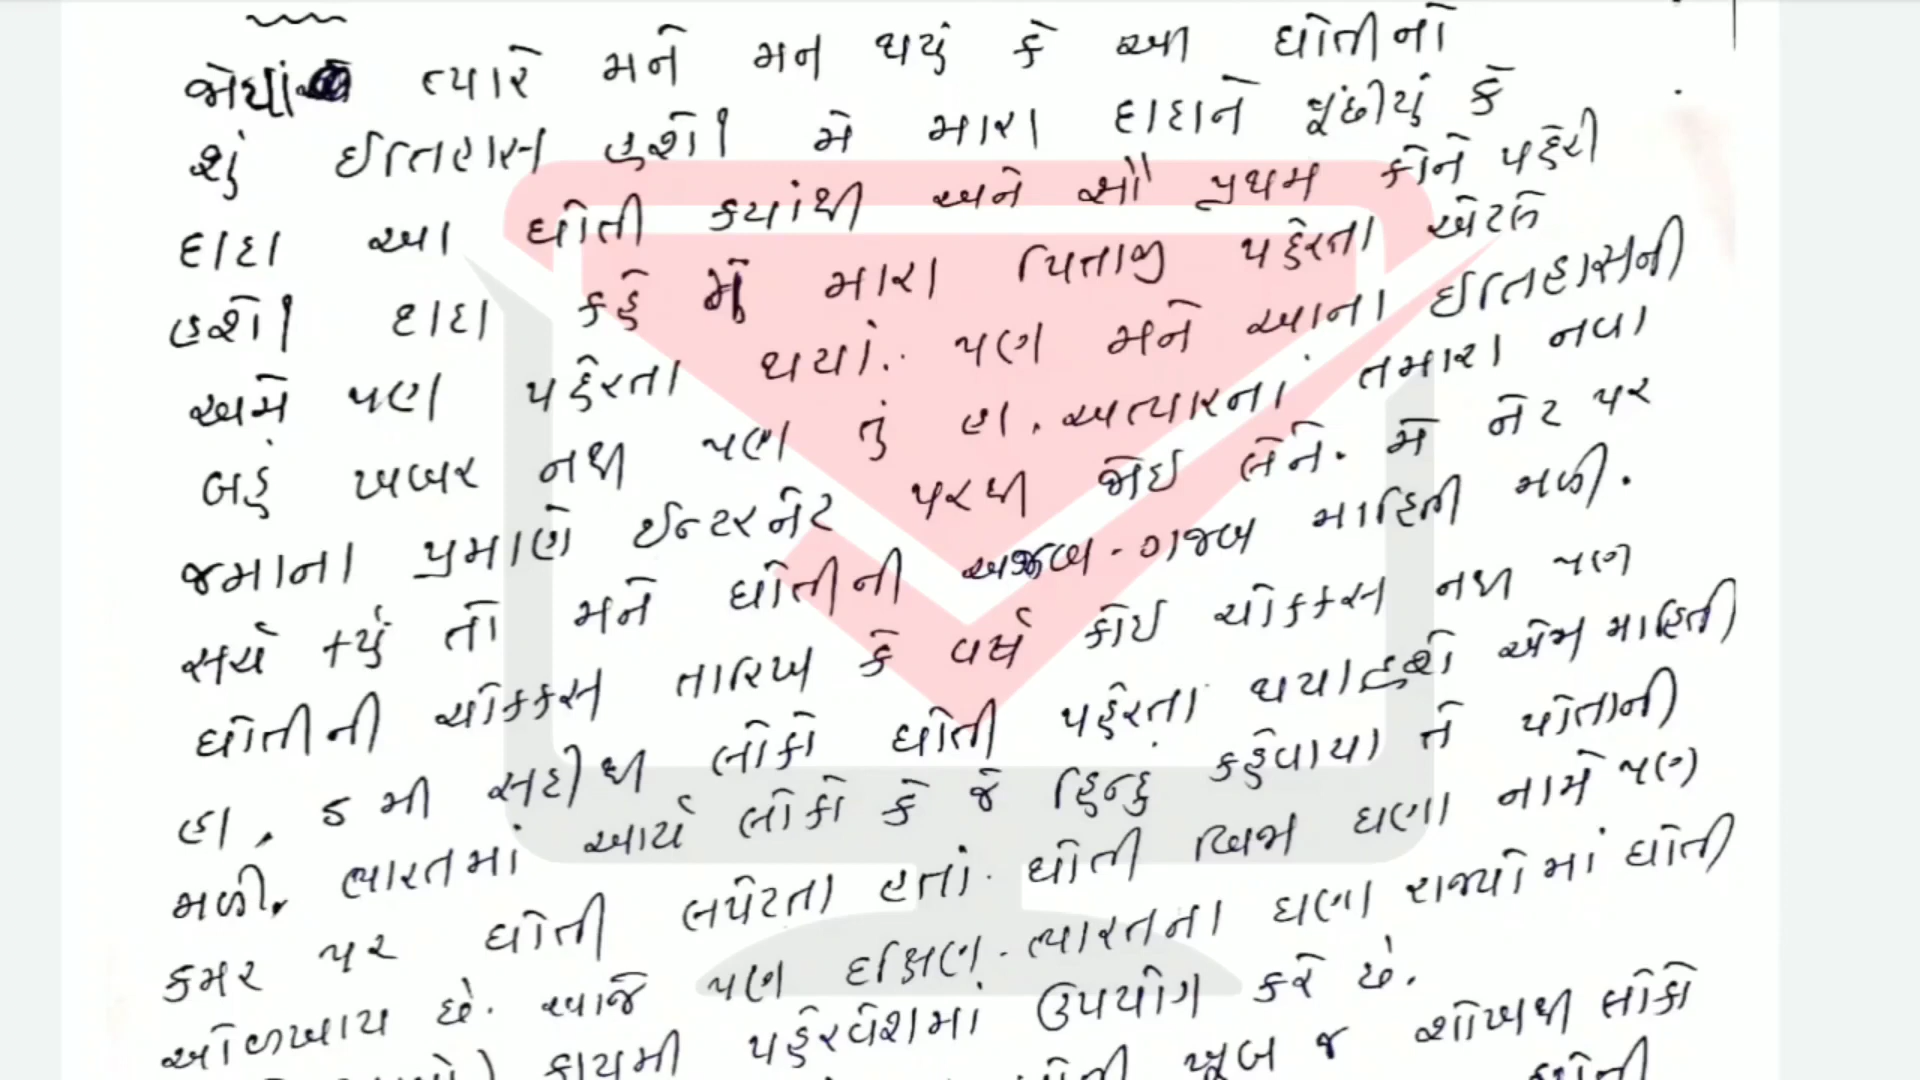 જોયાં ત્યારે મને મન થયું કે આ ધોતીનો
શું ઈતિહાસ હશે! મે મારા દાદાને પૂછીયું કે
દાદા આ ધોતી કયાંથી અને સૌ પ્રથમ કોને પહેરી
હશે! દાદા કહે મારા પિતાજી પહેરતા એટલે
અમે પણ પહેરતા થયાં. પણ મને આના ઈતિહાસની
બહું ખબર નથી પણ તું હા, અત્યારનાં તમારા નવા
જમાના પ્રમાણે ઈન્ટરનેટ પરથી જોઈ લેને. મે નેટ પર
સર્ચ કર્યું તો મને ધોતીની અજબ-ગજબ માહિતી મળી.
ધોતીની ચોક્કસ તારિખ કે વર્ષ કોઈ ચોક્કસ નથી પણ
હા, 5 મી સદીથી લોકો ધોતી પહેરતા થયા હશે એમ માહિતી
મળી. ભારતમાં આર્ય લોકો કે જે હિન્દુ કહેવાયા તે પોતાની
કમર પર ધોતી લપેટતા હતાં. ધોતી ઘણા નામે પણ
ઓળખાય છે. આજે પણ દક્ષિણ-ભારતના ઘણા રાજ્યોમાં ધોતી
કાયમી પહેરવેશમાં ઉપયોગ કરે છે.
ખૂબ જ શોખથી લોકો